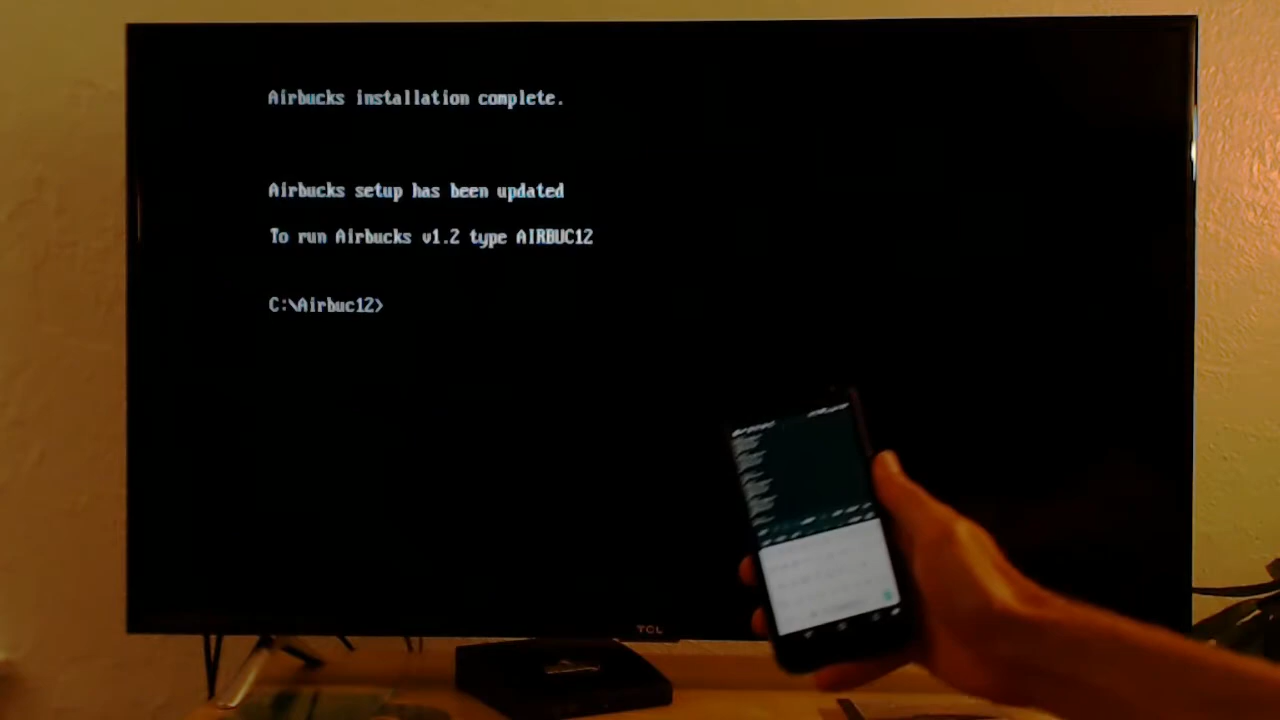 Airbucks installation complete.
Airbucks setup has been updated
To run Airbucks v1.2 type AIRBUC12
C:\Airbuc12>
TCL